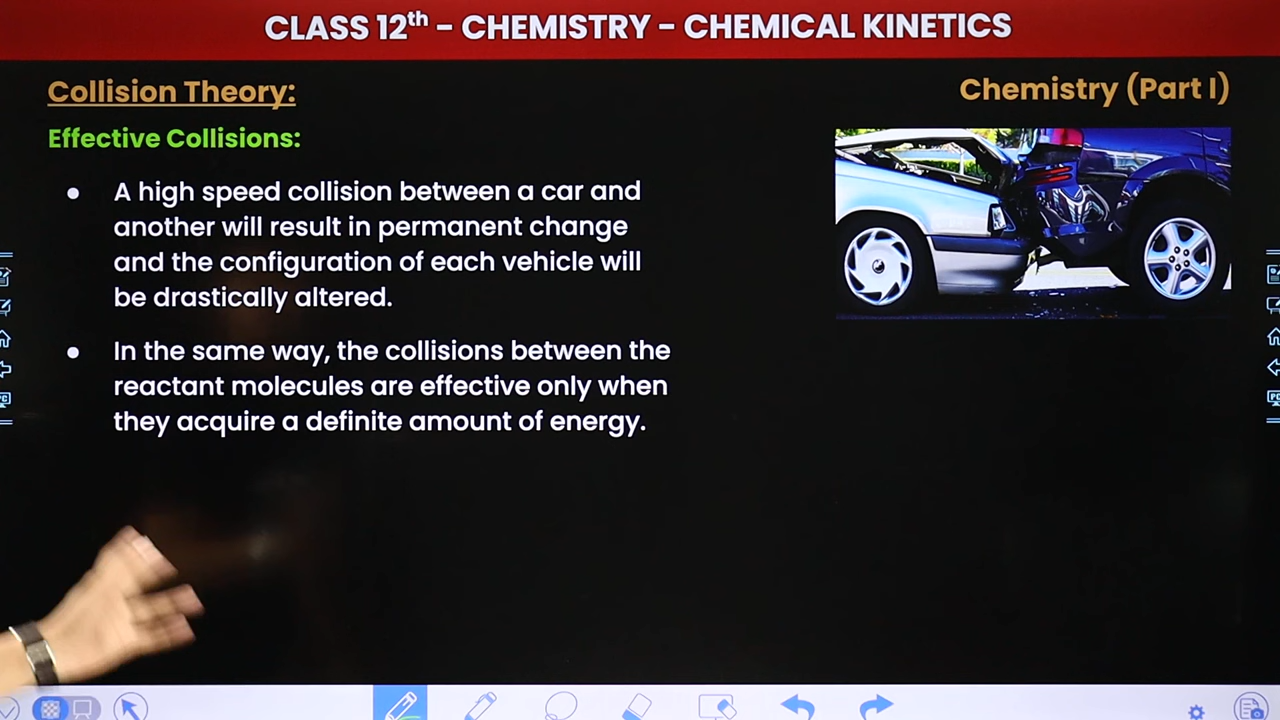 CLASS 12th – CHEMISTRY – CHEMICAL KINETICS
Collision Theory:
Chemistry (Part I)
Effective Collisions:
● A high speed collision between a car and
another will result in permanent change
and the configuration of each vehicle will
be drastically altered.
● In the same way, the collisions between the
reactant molecules are effective only when
they acquire a definite amount of energy.